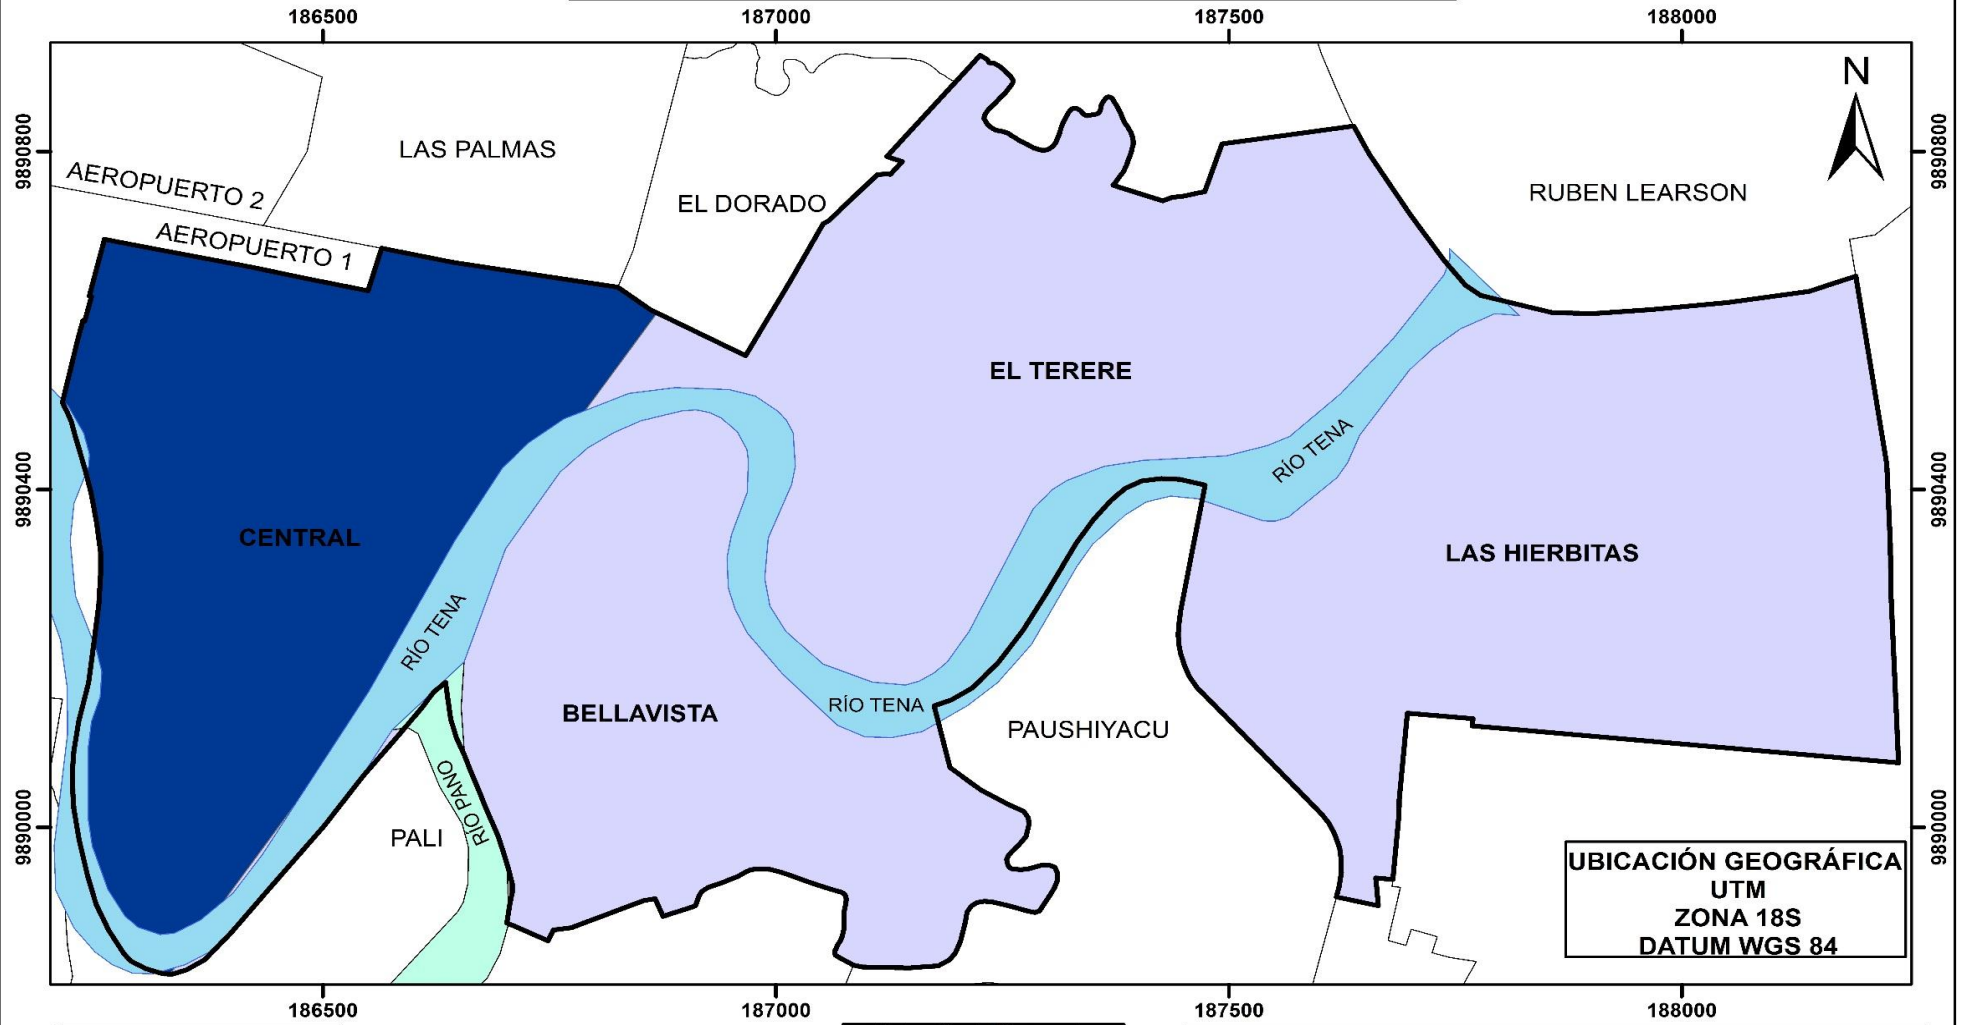 186500
187000
187500
188000
N
9890800
9890800
LAS PALMAS
AEROPUERTO 2
EL DORADO
RUBEN LEARSON
AEROPUERTO 1
EL TERERE
RÍO TENA
9890400
9890400
CENTRAL
LAS HIERBITAS
RÍO TENA
BELLAVISTA
RÍO TENA
PAUSHIYACU
RÍO PANO
PALI
9890000
9890000
UBICACIÓN GEOGRÁFICA
UTM
ZONA 18S
DATUM WGS 84
186500
187000
187500
188000